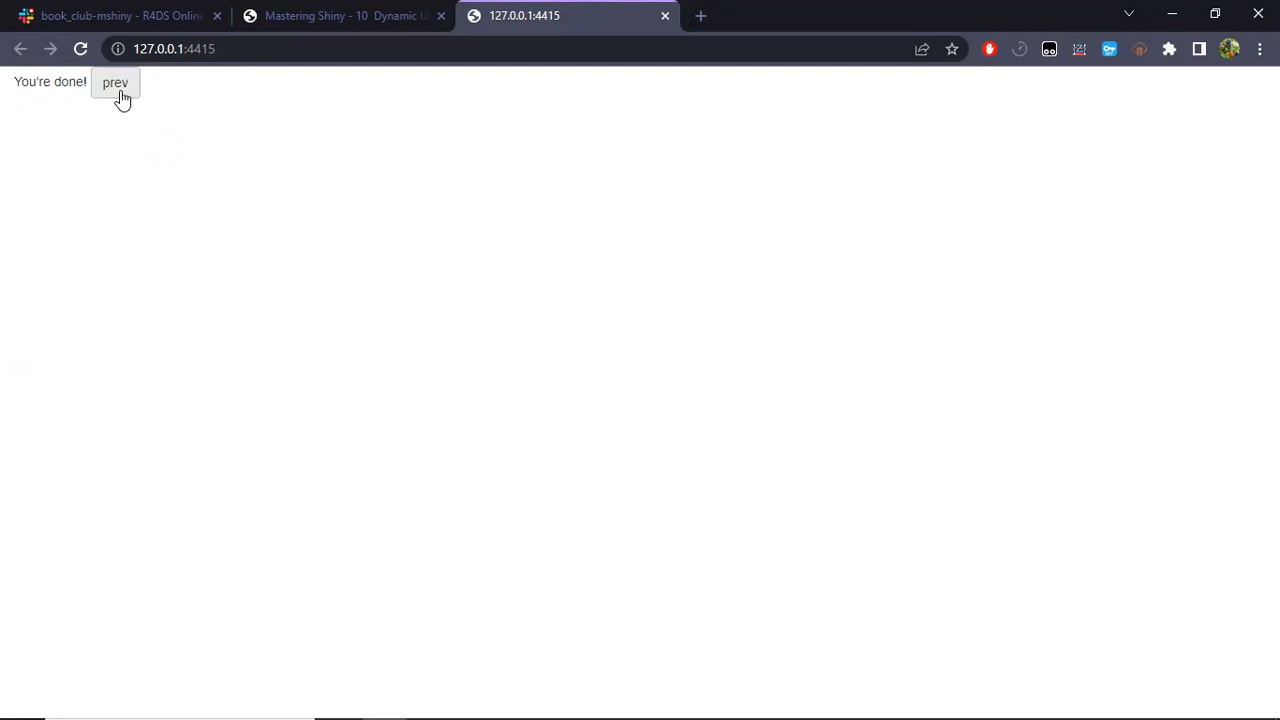 book_club-mshiny - R4DS Online
Mastering Shiny - 10 Dynamic U
127.0.0.1:4415
127.0.0.1:4415
You're done! prev